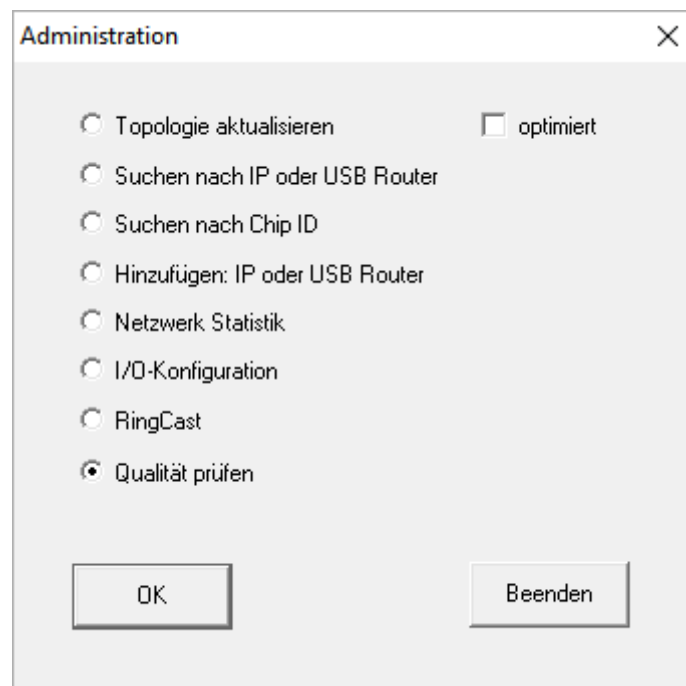 Administration
Topologie aktualisieren
optimiert
Suchen nach IP oder USB Router
Suchen nach Chip ID
Hinzufügen: IP oder USB Router
Netzwerk Statistik
I/O-Konfiguration
RingCast
Qualität prüfen
OK
Beenden